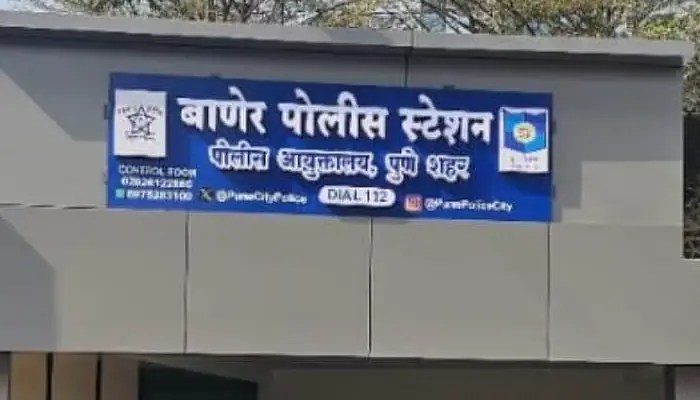 बाणेर पोलीस स्टेशन
पोलीस आयुक्तालय, पुणे शहर
CONTROL ROOM
02026122880
8975283100
@PuneCityPolice
DIAL 112
@PunePoliceCity